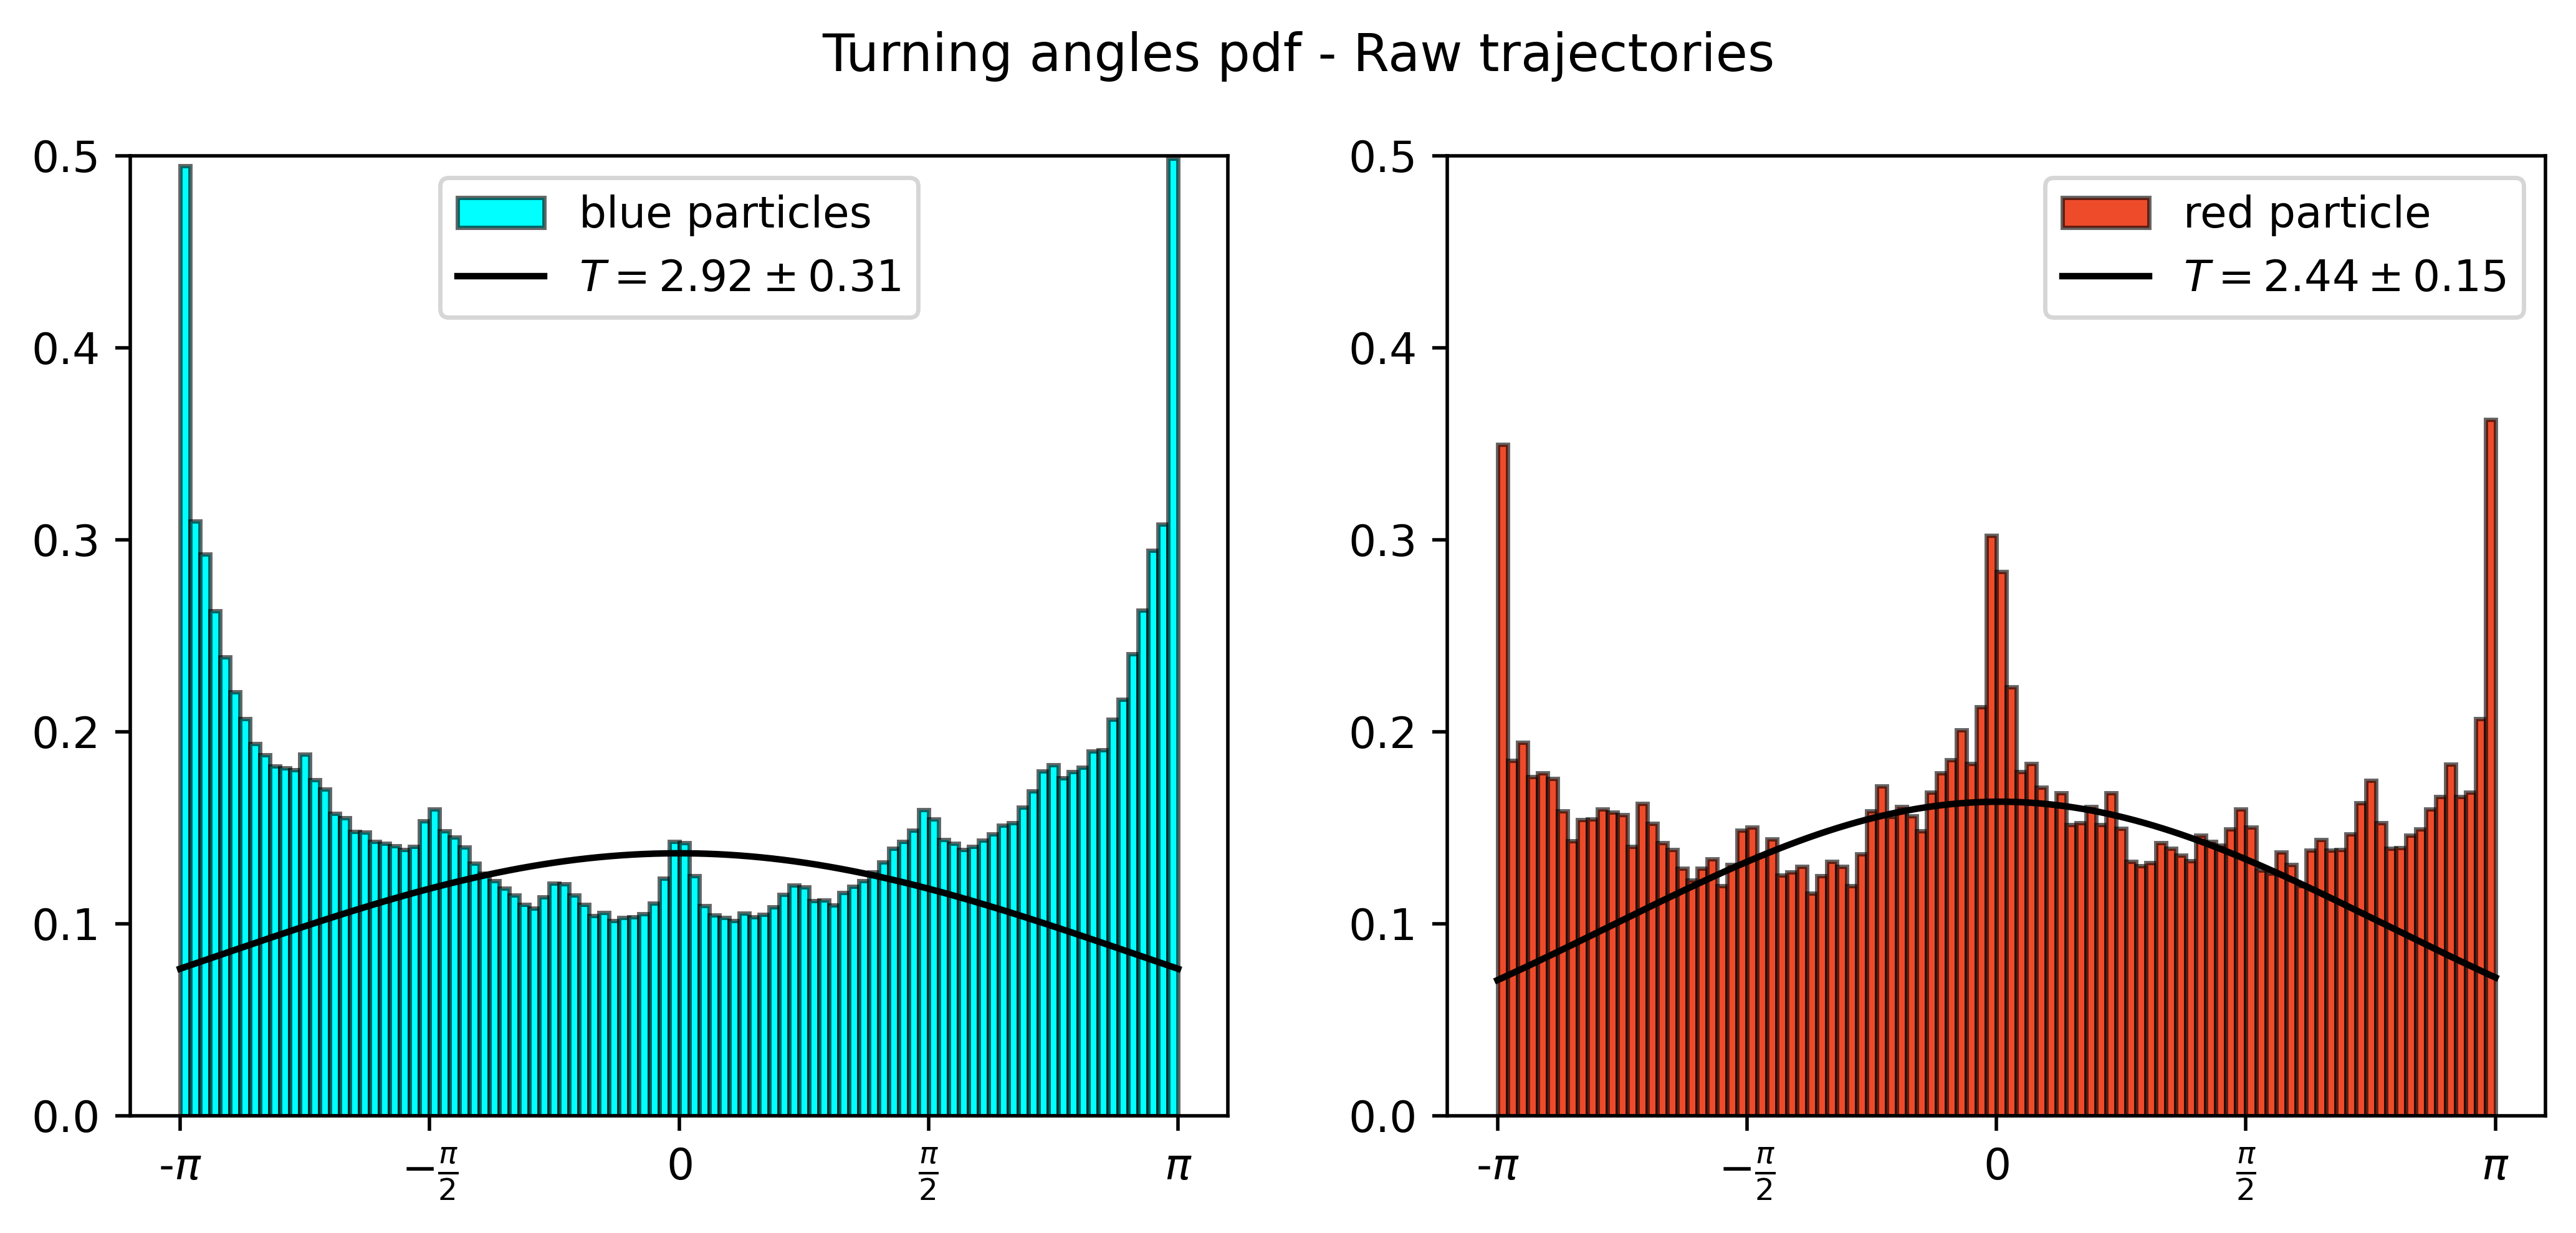 Turning angles pdf - Raw trajectories
0.5
0.4
0.3
0.2
0.1
0.0
-π
−π/2
0
π/2
π
blue particles
T = 2.92 ± 0.31
0.5
0.4
0.3
0.2
0.1
0.0
-π
−π/2
0
π/2
π
red particle
T = 2.44 ± 0.15